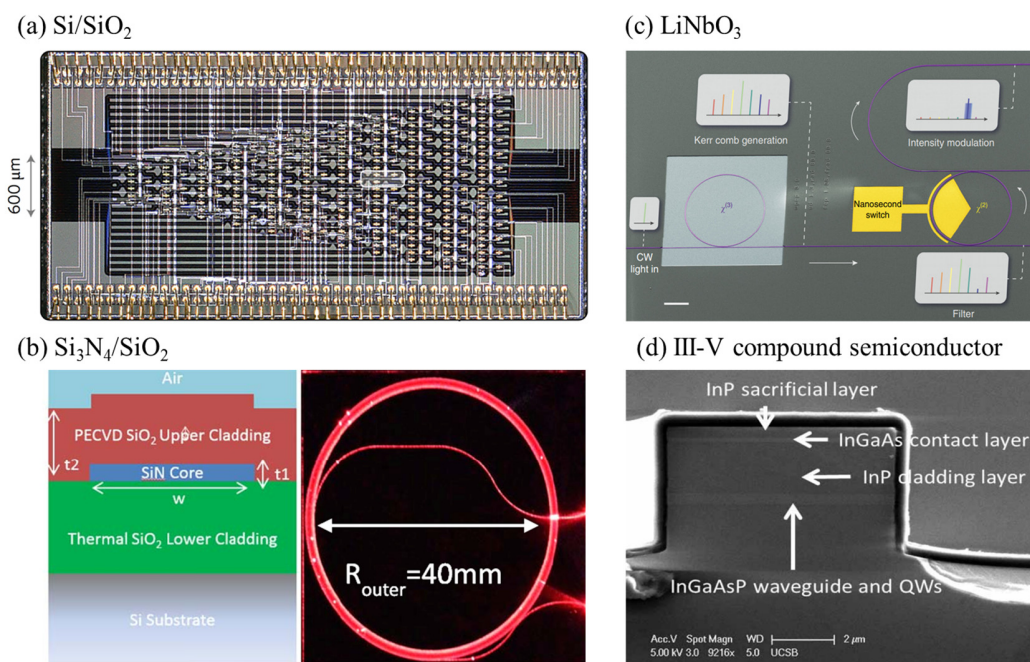 (a) Si/SiO₂
600 μm
(b) Si₃N₄/SiO₂
Air
PECVD SiO₂ Upper Cladding
t2
SiN Core
t1
w
Thermal SiO₂ Lower Cladding
Si Substrate
R_outer=40mm
(c) LiNbO₃
Kerr comb generation
Intensity modulation
χ⁽³⁾
Nanosecond
switch
χ⁽²⁾
CW
light in
Filter
(d) III-V compound semiconductor
InP sacrificial layer
InGaAs contact layer
InP cladding layer
InGaAsP waveguide and QWs
Acc.V Spot Magn WD 2 μm
5.00 kV 3.0 9216x 5.0 UCSB